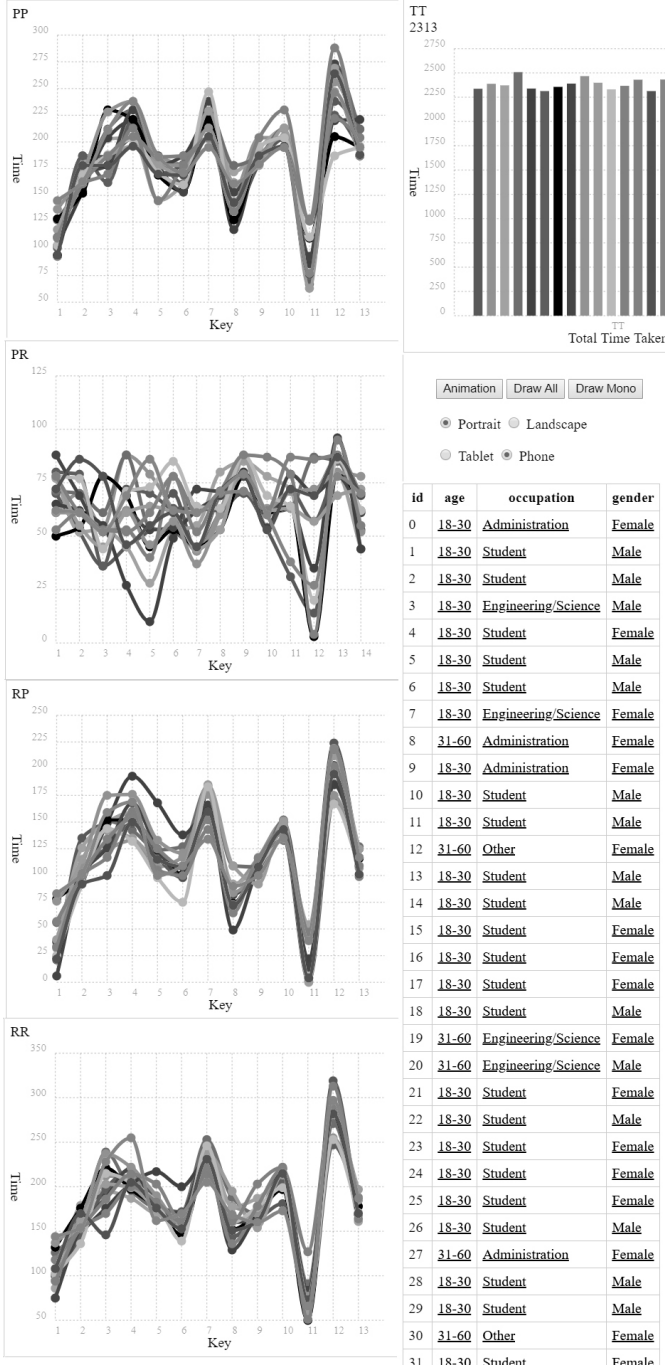 PP
300
275
250
225
200
175
150
125
100
75
50
Time
1 2 3 4 5 6 7 8 9 10 11 12 13
Key
PR
125
100
75
50
25
0
Time
1 2 3 4 5 6 7 8 9 10 11 12 13 14
Key
RP
250
225
200
175
150
125
100
75
50
25
0
Time
1 2 3 4 5 6 7 8 9 10 11 12 13
Key
RR
350
300
250
200
150
100
50
Time
1 2 3 4 5 6 7 8 9 10 11 12 13
Key
TT
2313
2750
2500
2250
2000
1750
1500
1250
1000
750
500
250
0
Time
TT
Total Time Taken
Animation Draw All Draw Mono
Portrait Landscape
Tablet Phone
id age occupation gender
0 18-30 Administration Female
1 18-30 Student Male
2 18-30 Student Male
3 18-30 Engineering/Science Male
4 18-30 Student Female
5 18-30 Student Male
6 18-30 Student Male
7 18-30 Engineering/Science Female
8 31-60 Administration Female
9 18-30 Administration Female
10 18-30 Student Male
11 18-30 Student Male
12 31-60 Other Female
13 18-30 Student Male
14 18-30 Student Male
15 18-30 Student Female
16 18-30 Student Female
17 18-30 Student Female
18 18-30 Student Male
19 31-60 Engineering/Science Female
20 31-60 Engineering/Science Male
21 18-30 Student Female
22 18-30 Student Male
23 18-30 Student Female
24 18-30 Student Female
25 18-30 Student Female
26 18-30 Student Male
27 31-60 Administration Female
28 18-30 Student Male
29 18-30 Student Male
30 31-60 Other Female
31 18-30 Student Female